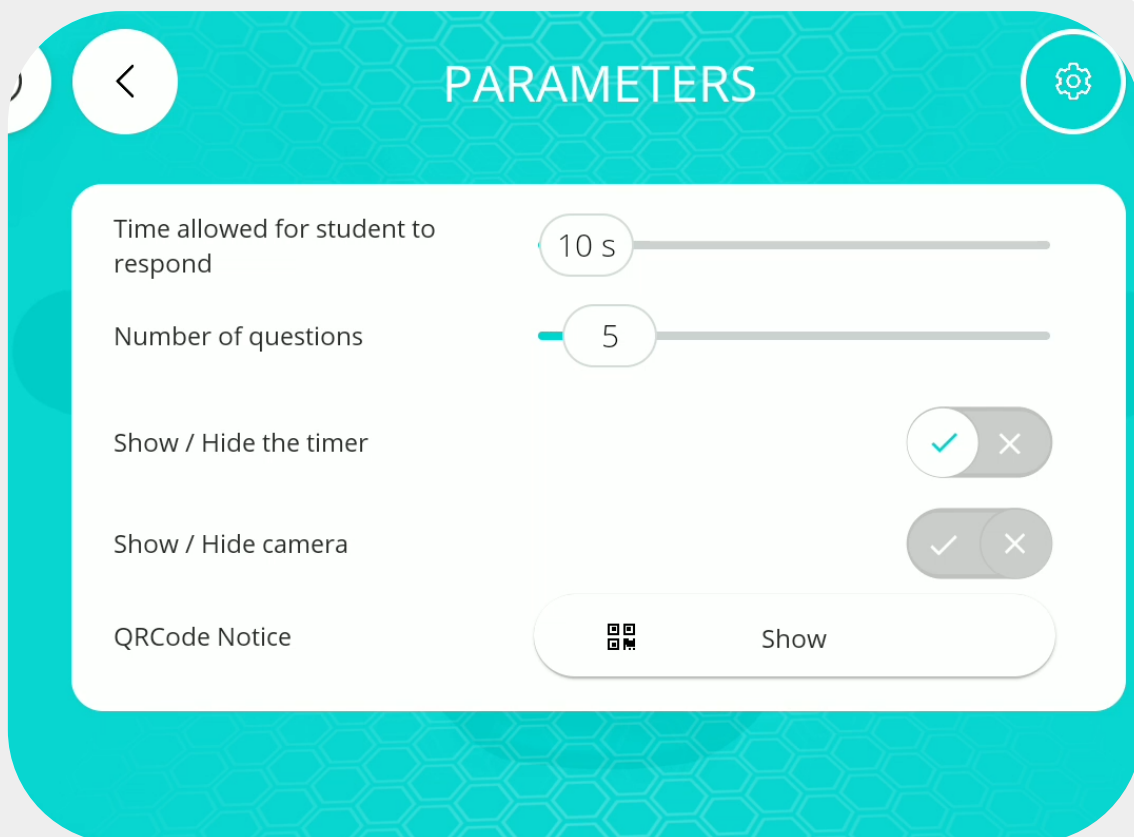 PARAMETERS
Time allowed for student to
respond
10 s
Number of questions
5
Show / Hide the timer
Show / Hide camera
QRCode Notice
Show